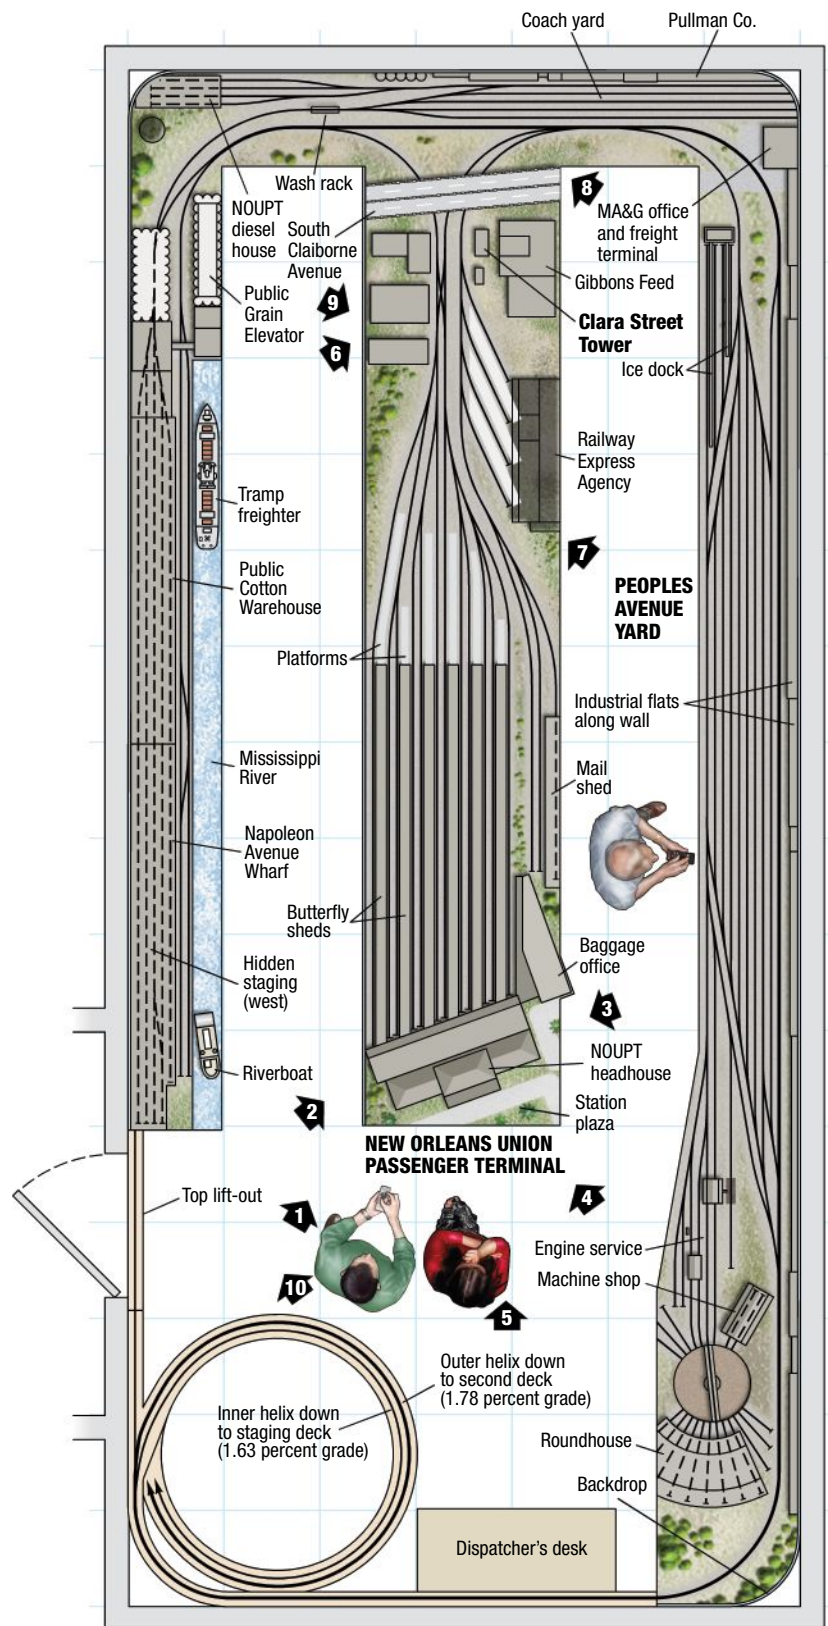 Coach yard
Pullman Co.
Wash rack
NOUPT
diesel
house
South
Claiborne
Avenue
8
MA&G office
and freight
terminal
Public
Grain
Elevator
9
6
Gibbons Feed
Clara Street
Tower
Ice dock
Railway
Express
Agency
Tramp
freighter
7
Public
Cotton
Warehouse
PEOPLES
AVENUE
YARD
Platforms
Industrial flats
along wall
Mississippi
River
Mail
shed
Napoleon
Avenue
Wharf
Butterfly
sheds
Baggage
office
Hidden
staging
(west)
3
NOUPT
headhouse
Riverboat
Station
plaza
2
NEW ORLEANS UNION
PASSENGER TERMINAL
Top lift-out
1
4
Engine service
Machine shop
10
5
Outer helix down
to second deck
(1.78 percent grade)
Inner helix down
to staging deck
(1.63 percent grade)
Roundhouse
Backdrop
Dispatcher's desk